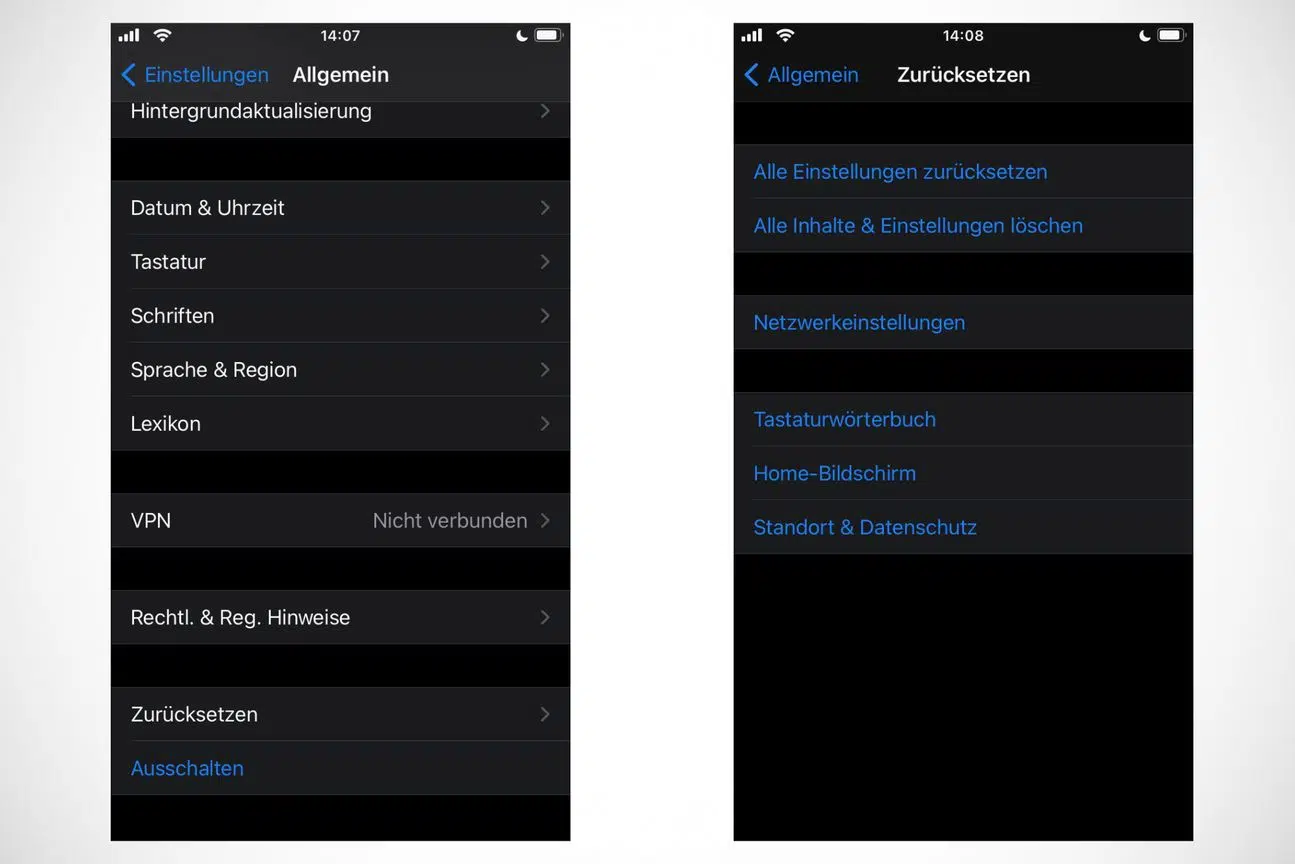 14:07
Einstellungen Allgemein
Hintergrundaktualisierung
Datum & Uhrzeit
Tastatur
Schriften
Sprache & Region
Lexikon
VPN Nicht verbunden
Rechtl. & Reg. Hinweise
Zurücksetzen
Ausschalten
14:08
Allgemein Zurücksetzen
Alle Einstellungen zurücksetzen
Alle Inhalte & Einstellungen löschen
Netzwerkeinstellungen
Tastaturwörterbuch
Home-Bildschirm
Standort & Datenschutz